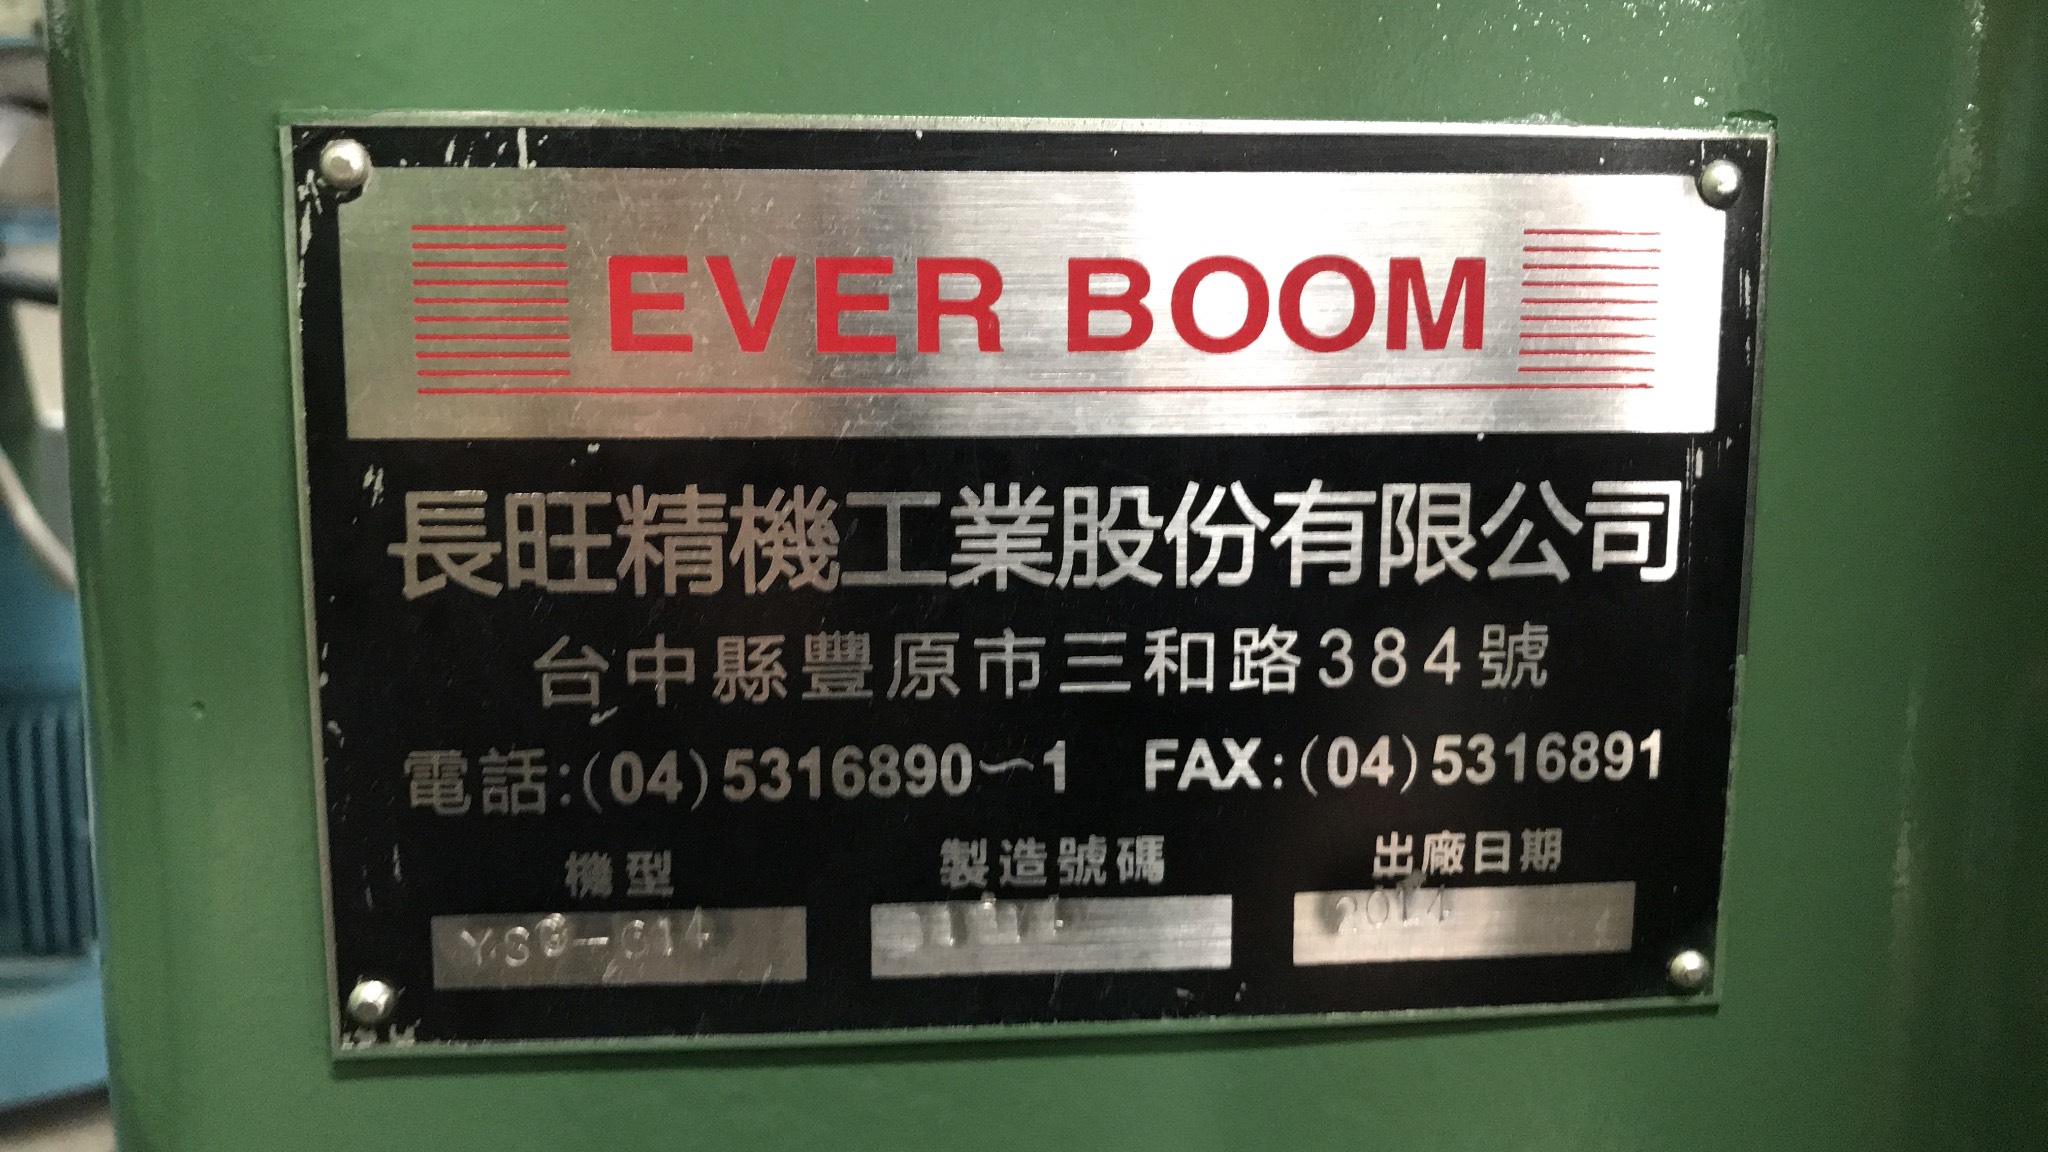 EVER BOOM
長旺精機工業股份有限公司
台中縣豐原市三和路384號
電話:(04)5316890～1 FAX:(04)5316891
機型 製造號碼 出廠日期
2014